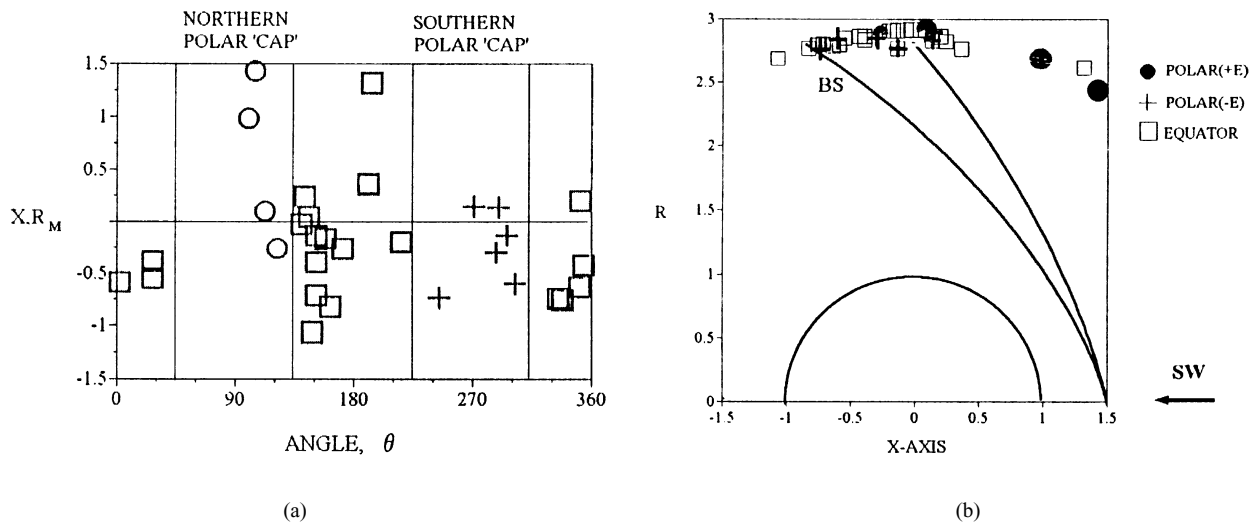 NORTHERN
POLAR 'CAP'
SOUTHERN
POLAR 'CAP'
1.5
1
0.5
X.R M
0
-0.5
-1
-1.5
0 90 180 270 360
ANGLE, θ
(a)
3
2.5
2
R
1.5
1
0.5
0
-1.5 -1 -0.5 0 0.5 1 1.5
X-AXIS
BS
POLAR(+E)
POLAR(-E)
EQUATOR
SW
(b)